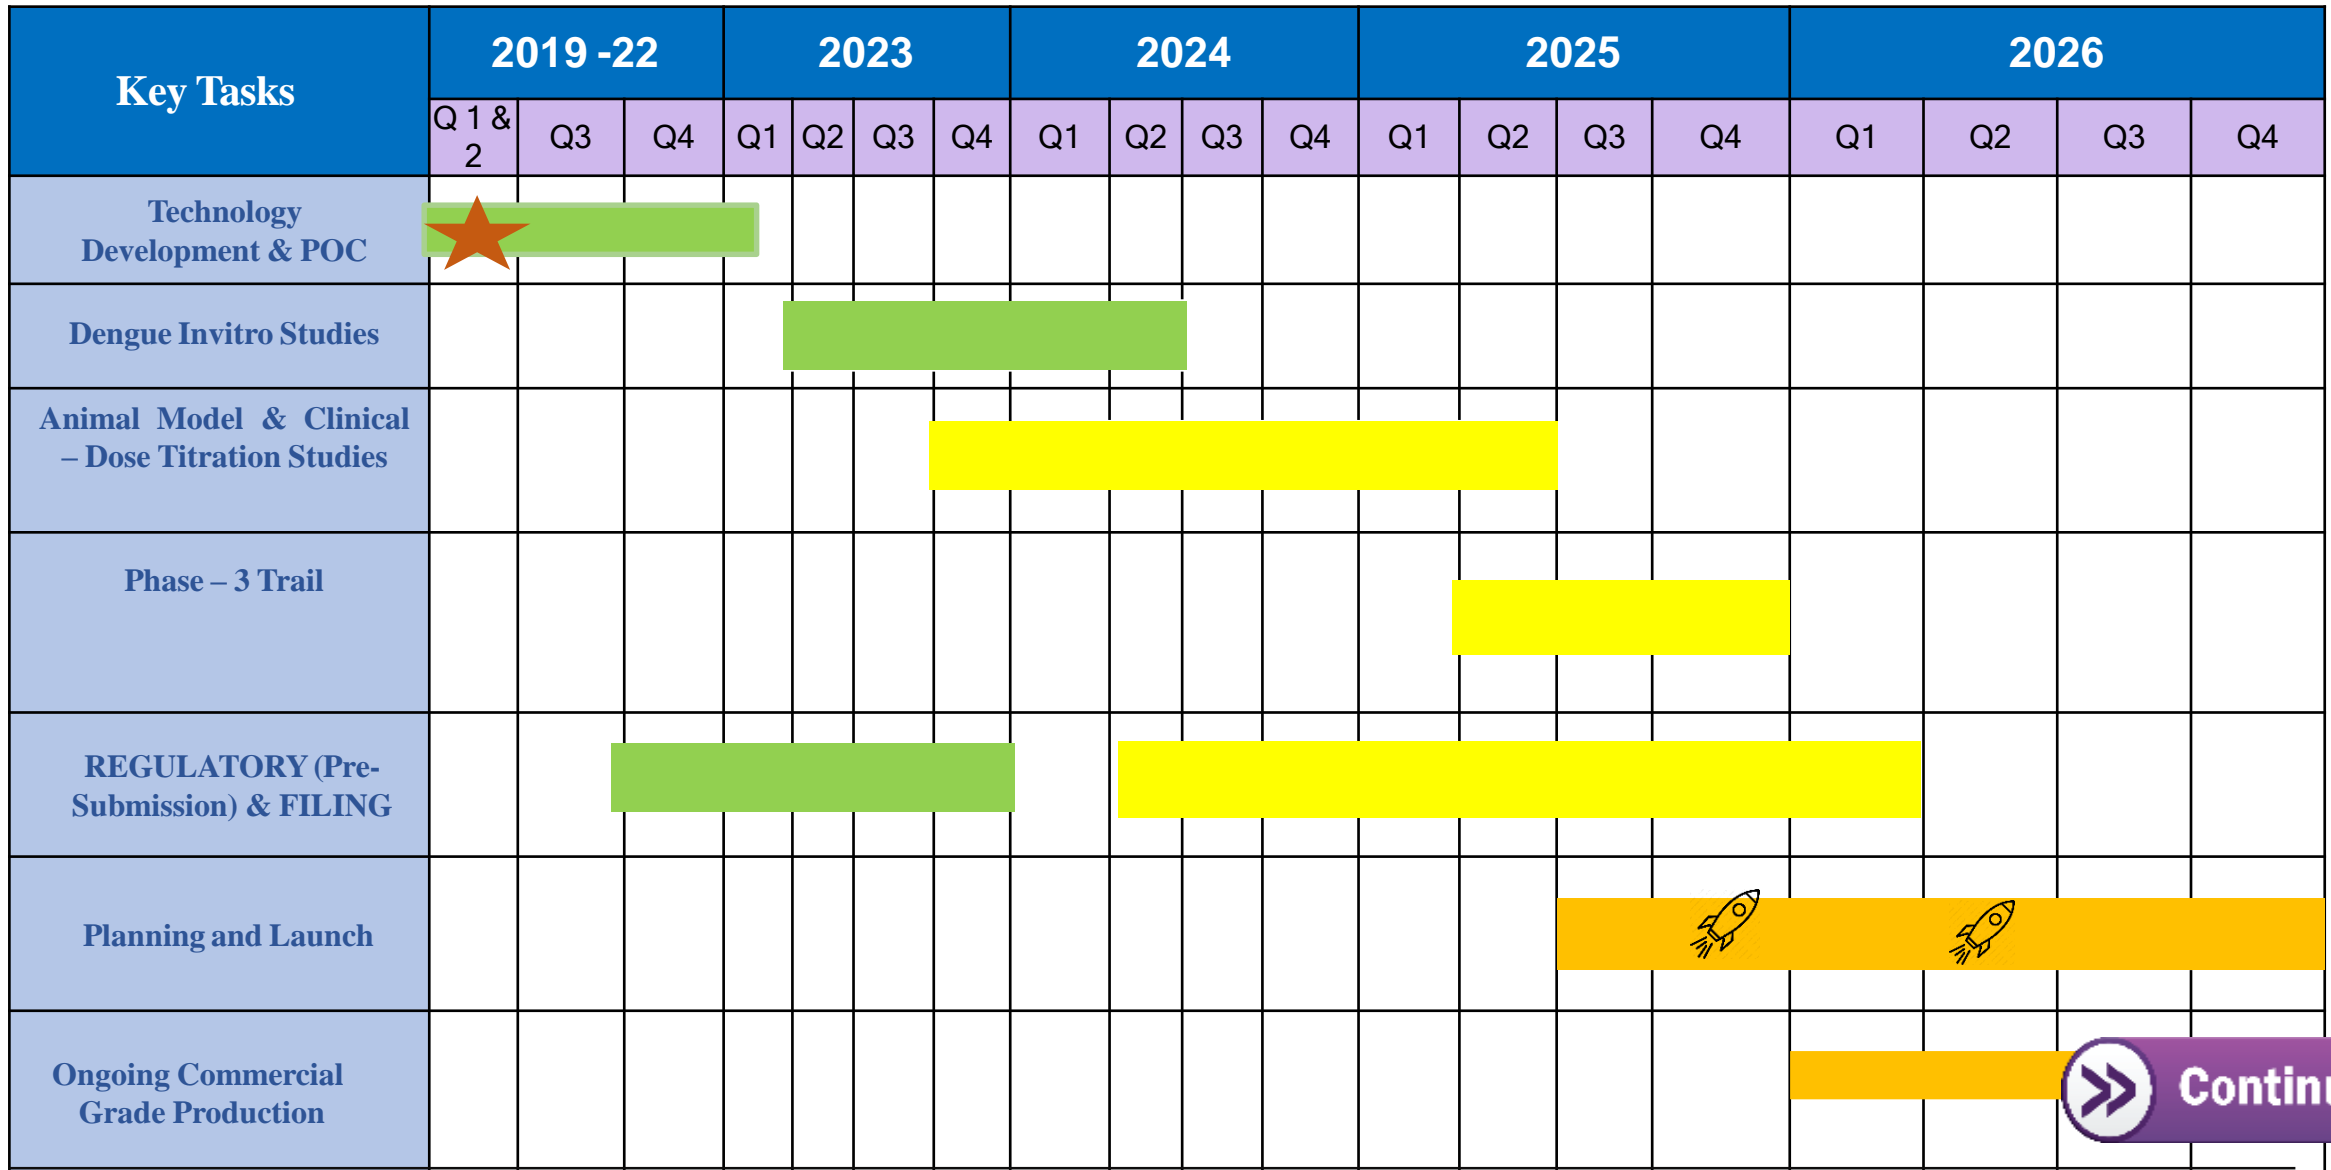 Key Tasks
2019 -22
2023
2024
2025
2026
Q 1 &
2
Q3
Q4
Q1
Q2
Q3
Q4
Q1
Q2
Q3
Q4
Q1
Q2
Q3
Q4
Q1
Q2
Q3
Q4
Technology
Development & POC
Dengue Invitro Studies
Animal Model & Clinical
– Dose Titration Studies
Phase – 3 Trail
REGULATORY (Pre-
Submission) & FILING
Planning and Launch
Ongoing Commercial
Grade Production
Contin